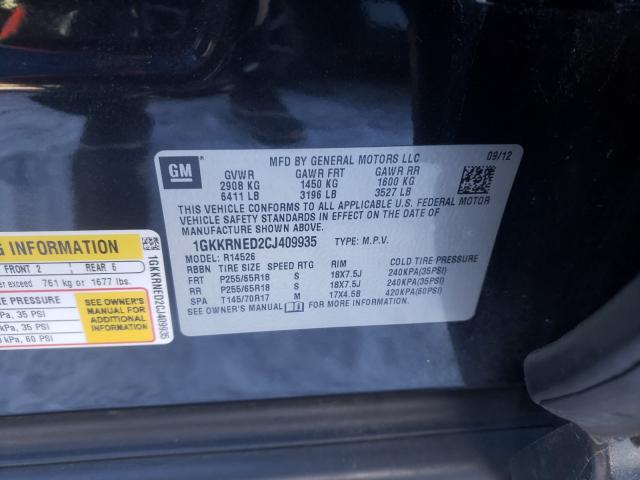 GM
MFD BY GENERAL MOTORS LLC 09/12
GVWR GAWR FRT GAWR RR
2908 KG 1450 KG 1600 KG
6411 LB 3196 LB 3527 LB
THIS VEHICLE CONFORMS TO ALL APPLICABLE U.S. FEDERAL MOTOR
VEHICLE SAFETY STANDARDS IN EFFECT ON THE DATE OF
MANUFACTURE SHOWN ABOVE.
1GKKRNED2CJ409935 TYPE: M.P.V.
MODEL: R14526
RBBN TIRE SIZE SPEED RTG RIM COLD TIRE PRESSURE
FRT P255/65R18 S 18X7.5J 240KPA(35PSI)
RR P255/65R18 S 18X7.5J 240KPA(35PSI)
SPA T145/70R17 M 17X4.5B 420KPA(60PSI)
SEE OWNER'S MANUAL FOR ADDITIONAL INFORMATION.
G INFORMATION
FRONT 2 REAR 5
exceed 761 kg or 1677 lbs.
E PRESSURE
kPa, 35 PSI
kPa, 35 PSI
kPa, 60 PSI
SEE OWNER'S
MANUAL FOR
ADDITIONAL
INFORMATION
1GKKRNED2CJ409935